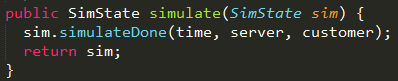 public SimState simulate(SimState sim) {
  sim.simulateDone(time, server, customer);
  return sim;
}